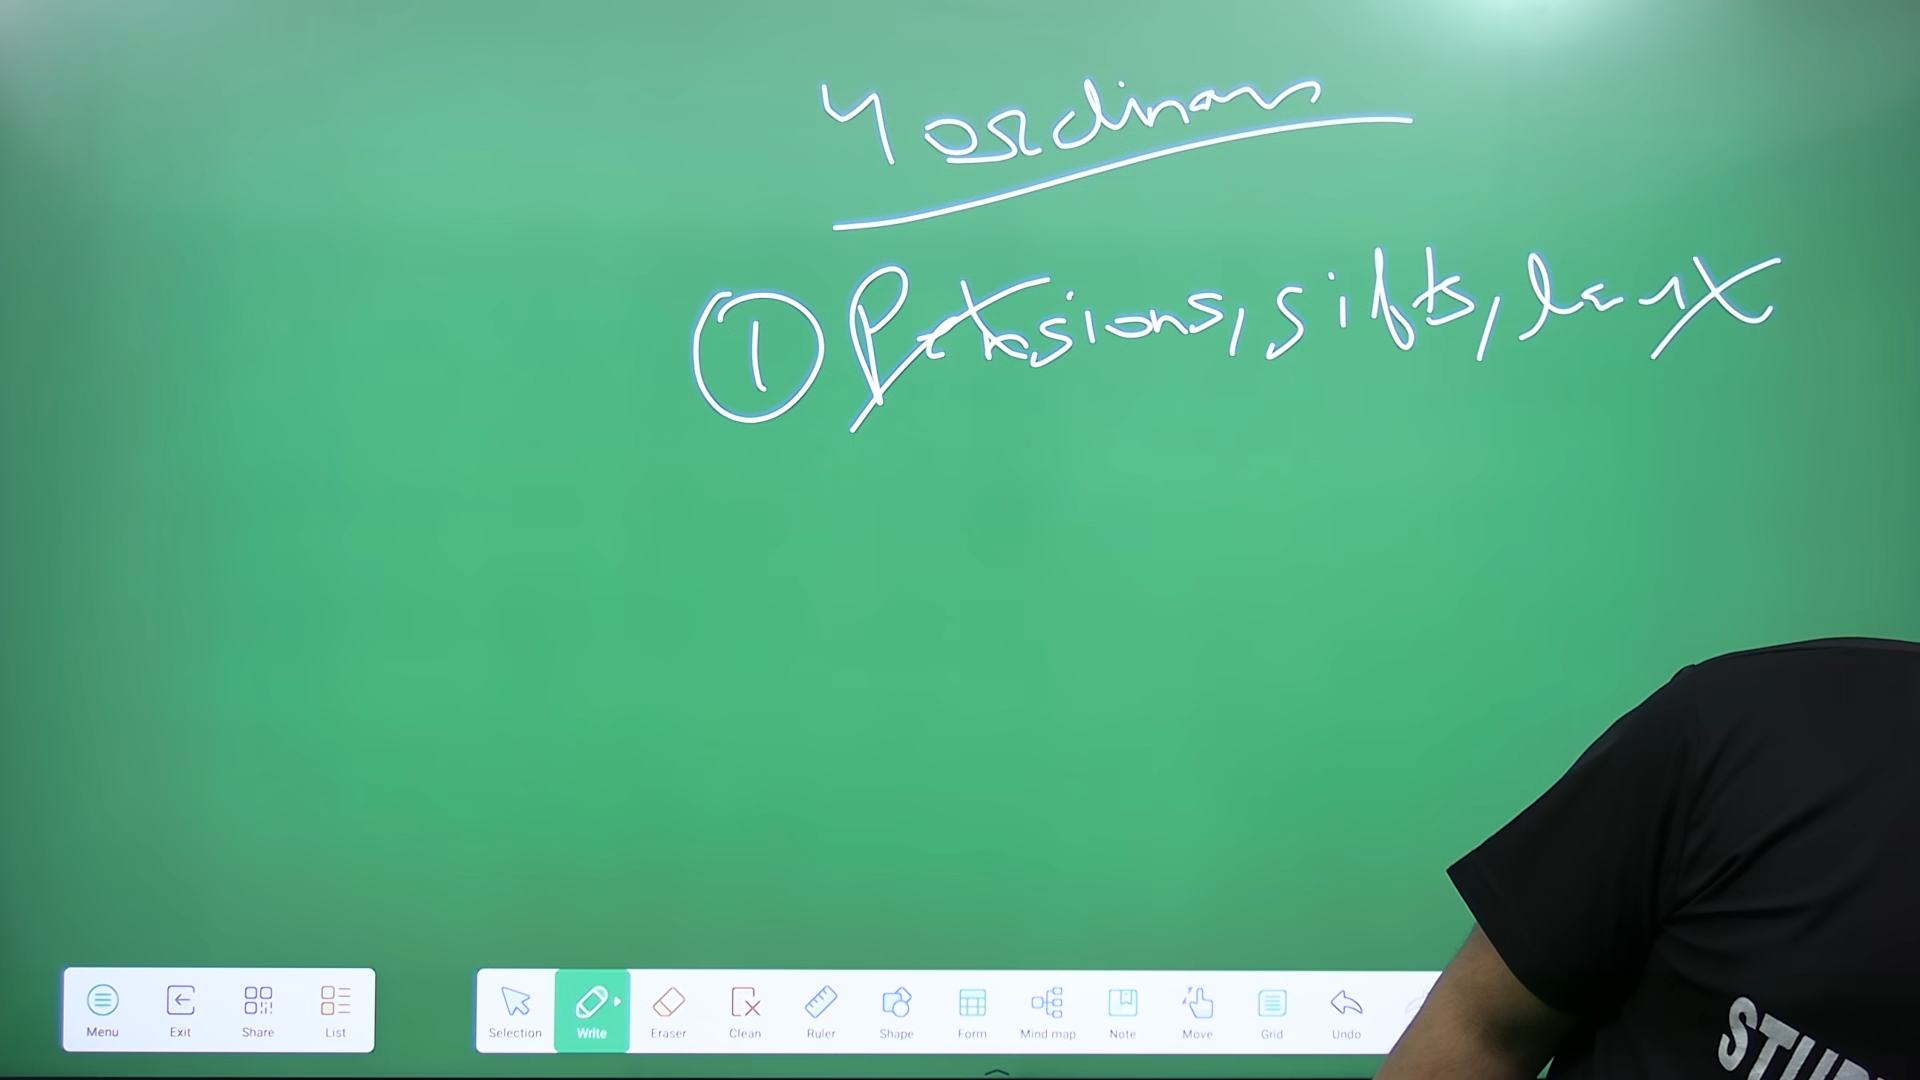 4 ordinary
① Pensions, gifts,
Menu Exit Share List
Selection Write Eraser Clean Ruler Shape Form Mind map Note Move Grid Undo